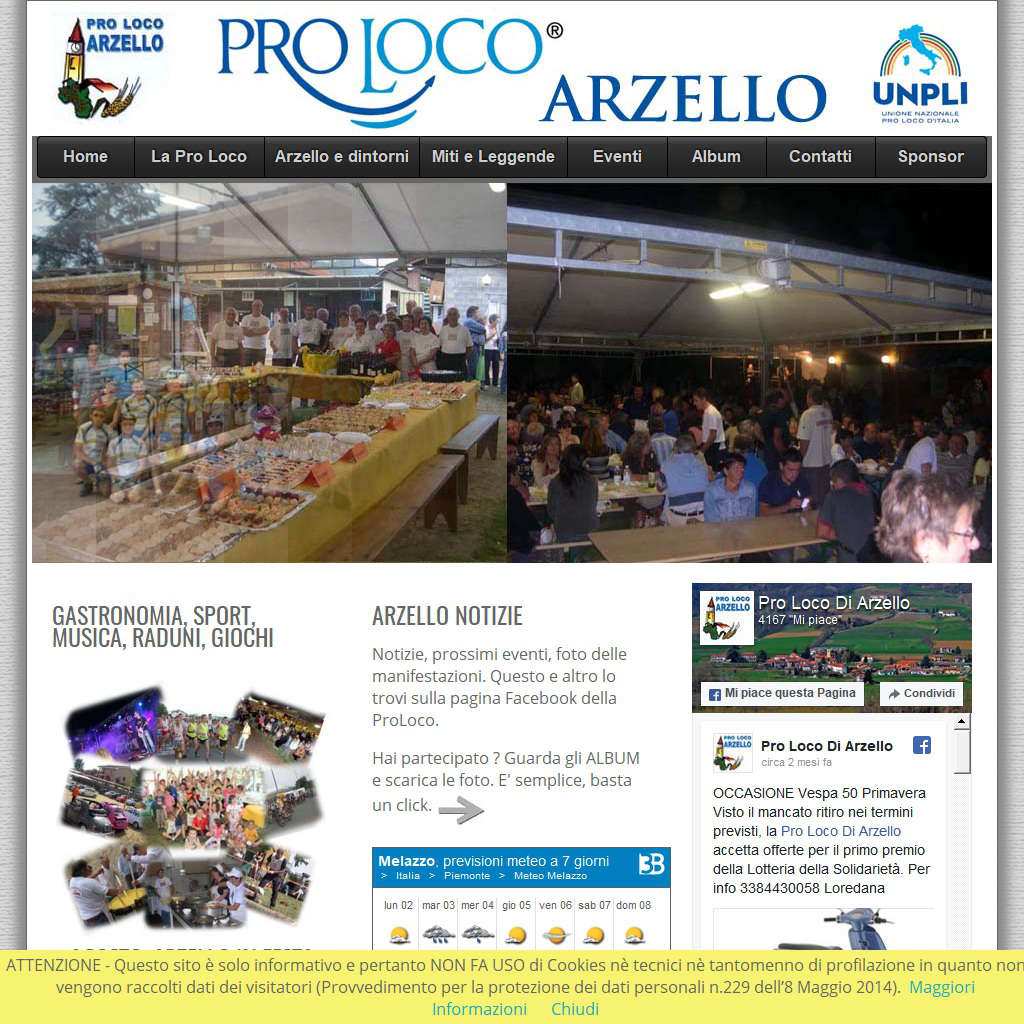 PRO LOCO
ARZELLO
PRO LOCO®
ARZELLO
UNPLI
UNIONE NAZIONALE
PRO LOCO D'ITALIA
Home
La Pro Loco
Arzello e dintorni
Miti e Leggende
Eventi
Album
Contatti
Sponsor
GASTRONOMIA, SPORT,
MUSICA, RADUNI, GIOCHI
ARZELLO NOTIZIE
Notizie, prossimi eventi, foto delle
manifestazioni. Questo e altro lo
trovi sulla pagina Facebook della
ProLoco.
Hai partecipato ? Guarda gli ALBUM
e scarica le foto. E' semplice, basta
un click.
Melazzo, previsioni meteo a 7 giorni
> Italia > Piemonte > Meteo Melazzo
3B
lun 02 mar 03 mer 04 gio 05 ven 06 sab 07 dom 08
PRO LOCO
ARZELLO
Pro Loco Di Arzello
4167 "Mi piace"
Mi piace questa Pagina
Condividi
PRO LOCO
ARZELLO
Pro Loco Di Arzello
circa 2 mesi fa
OCCASIONE Vespa 50 Primavera
Visto il mancato ritiro nei termini
previsti, la Pro Loco Di Arzello
accetta offerte per il primo premio
della Lotteria della Solidarietà. Per
info 3384430058 Loredana
ATTENZIONE - Questo sito è solo informativo e pertanto NON FA USO di Cookies nè tecnici nè tantomenno di profilazione in quanto non
vengono raccolti dati dei visitatori (Provvedimento per la protezione dei dati personali n.229 dell'8 Maggio 2014). Maggiori
Informazioni Chiudi